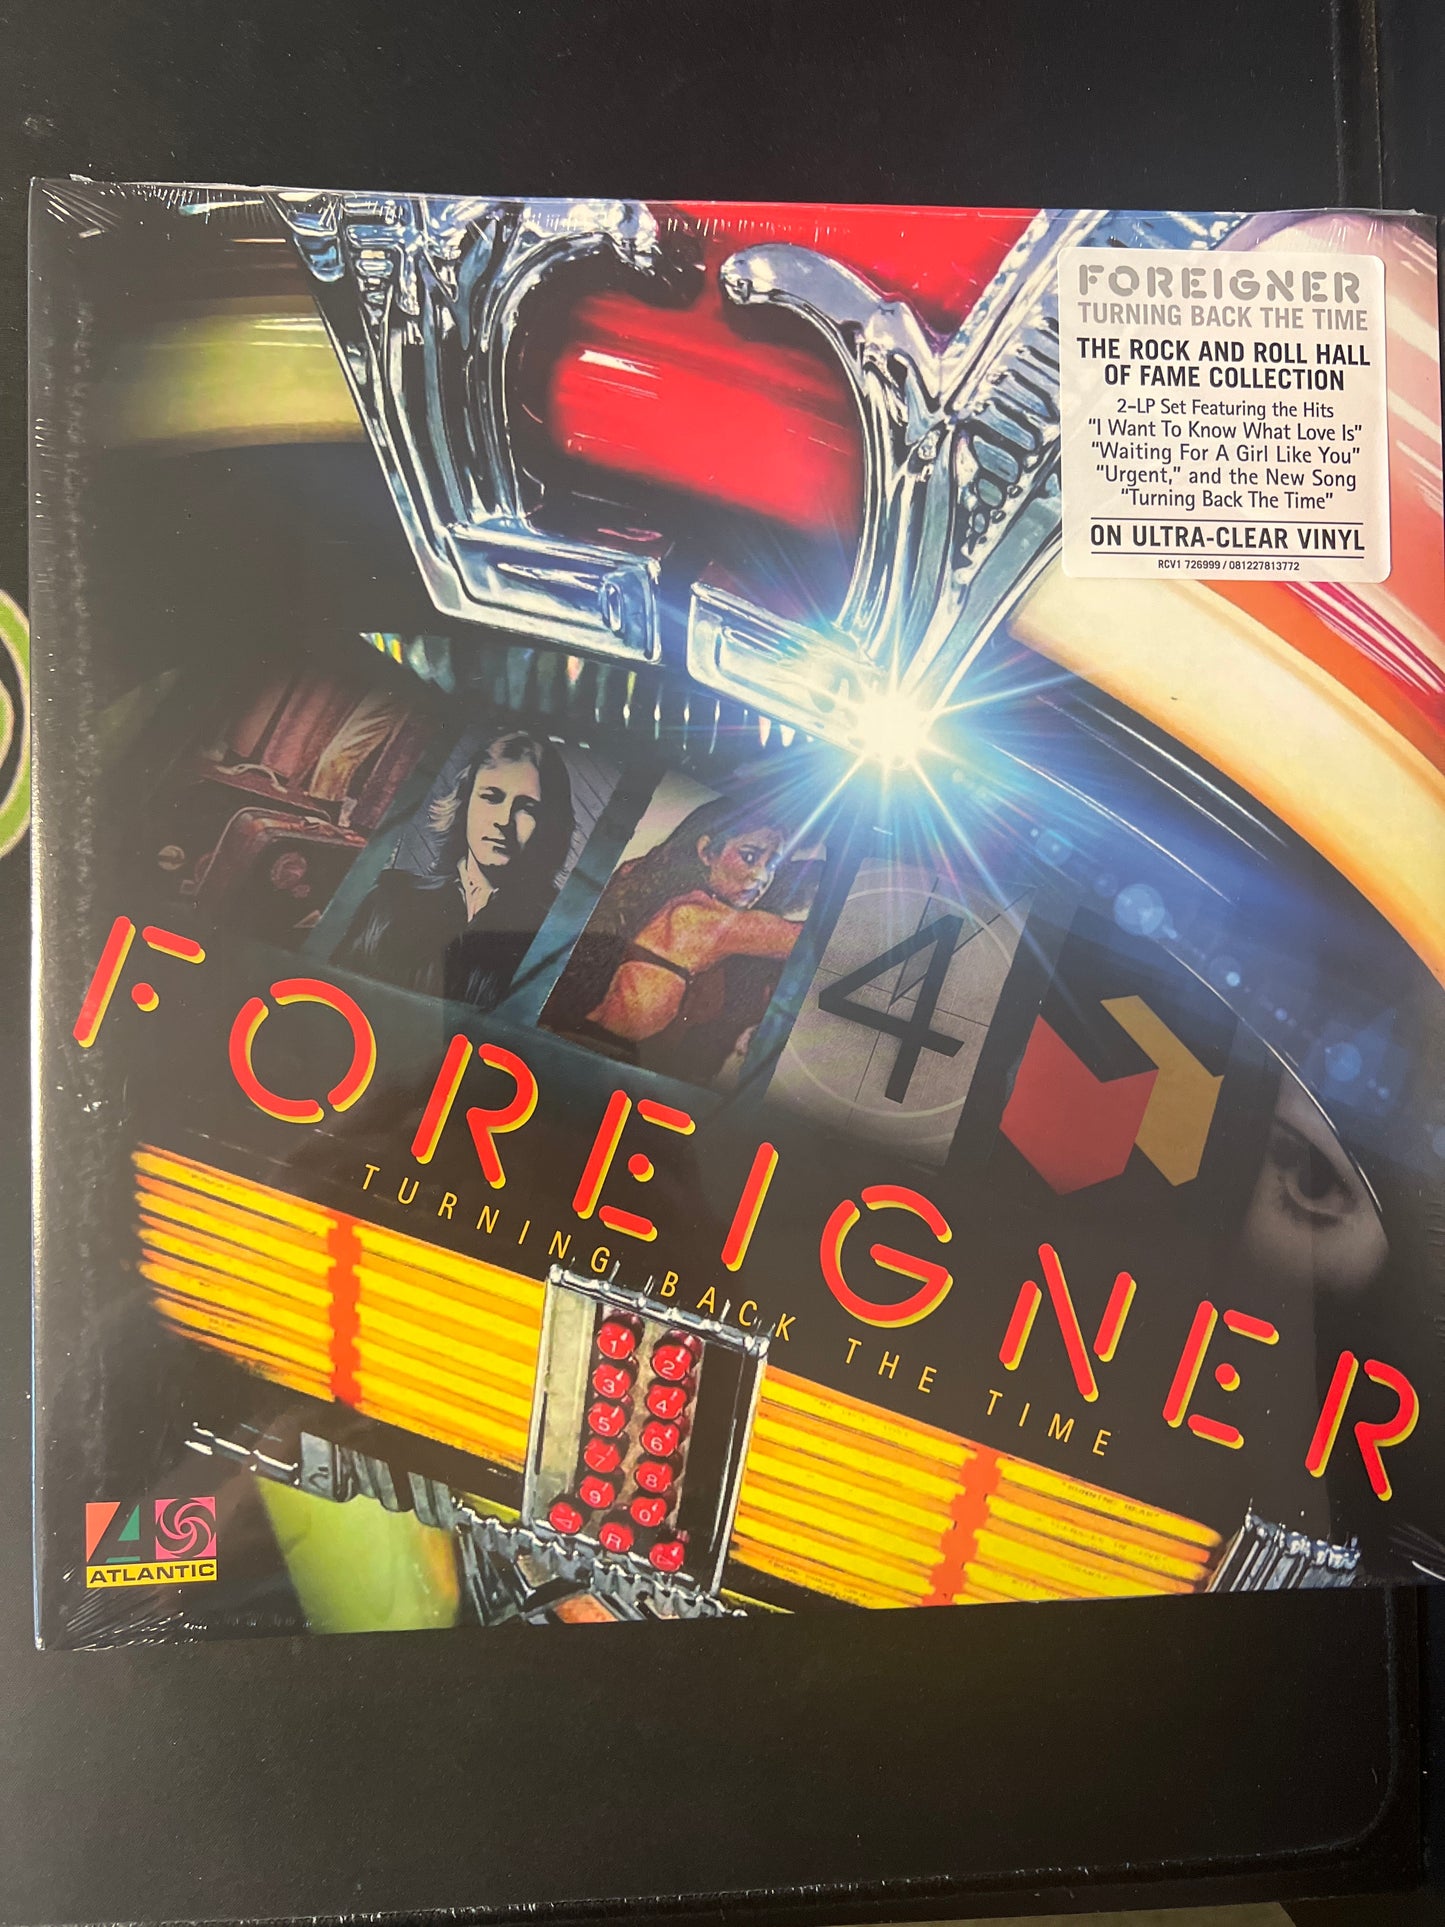 FOREIGNER
TURNING BACK THE TIME
THE ROCK AND ROLL HALL
OF FAME COLLECTION
2-LP Set Featuring the Hits
"I Want To Know What Love Is"
"Waiting For A Girl Like You"
"Urgent," and the New Song
"Turning Back The Time"
ON ULTRA-CLEAR VINYL
RCV1 726999 / 081227813772
4
FOREIGNER
TURNING BACK THE TIME
1 2
3 4
5 6
7 8
9 0
R
A
ATLANTIC